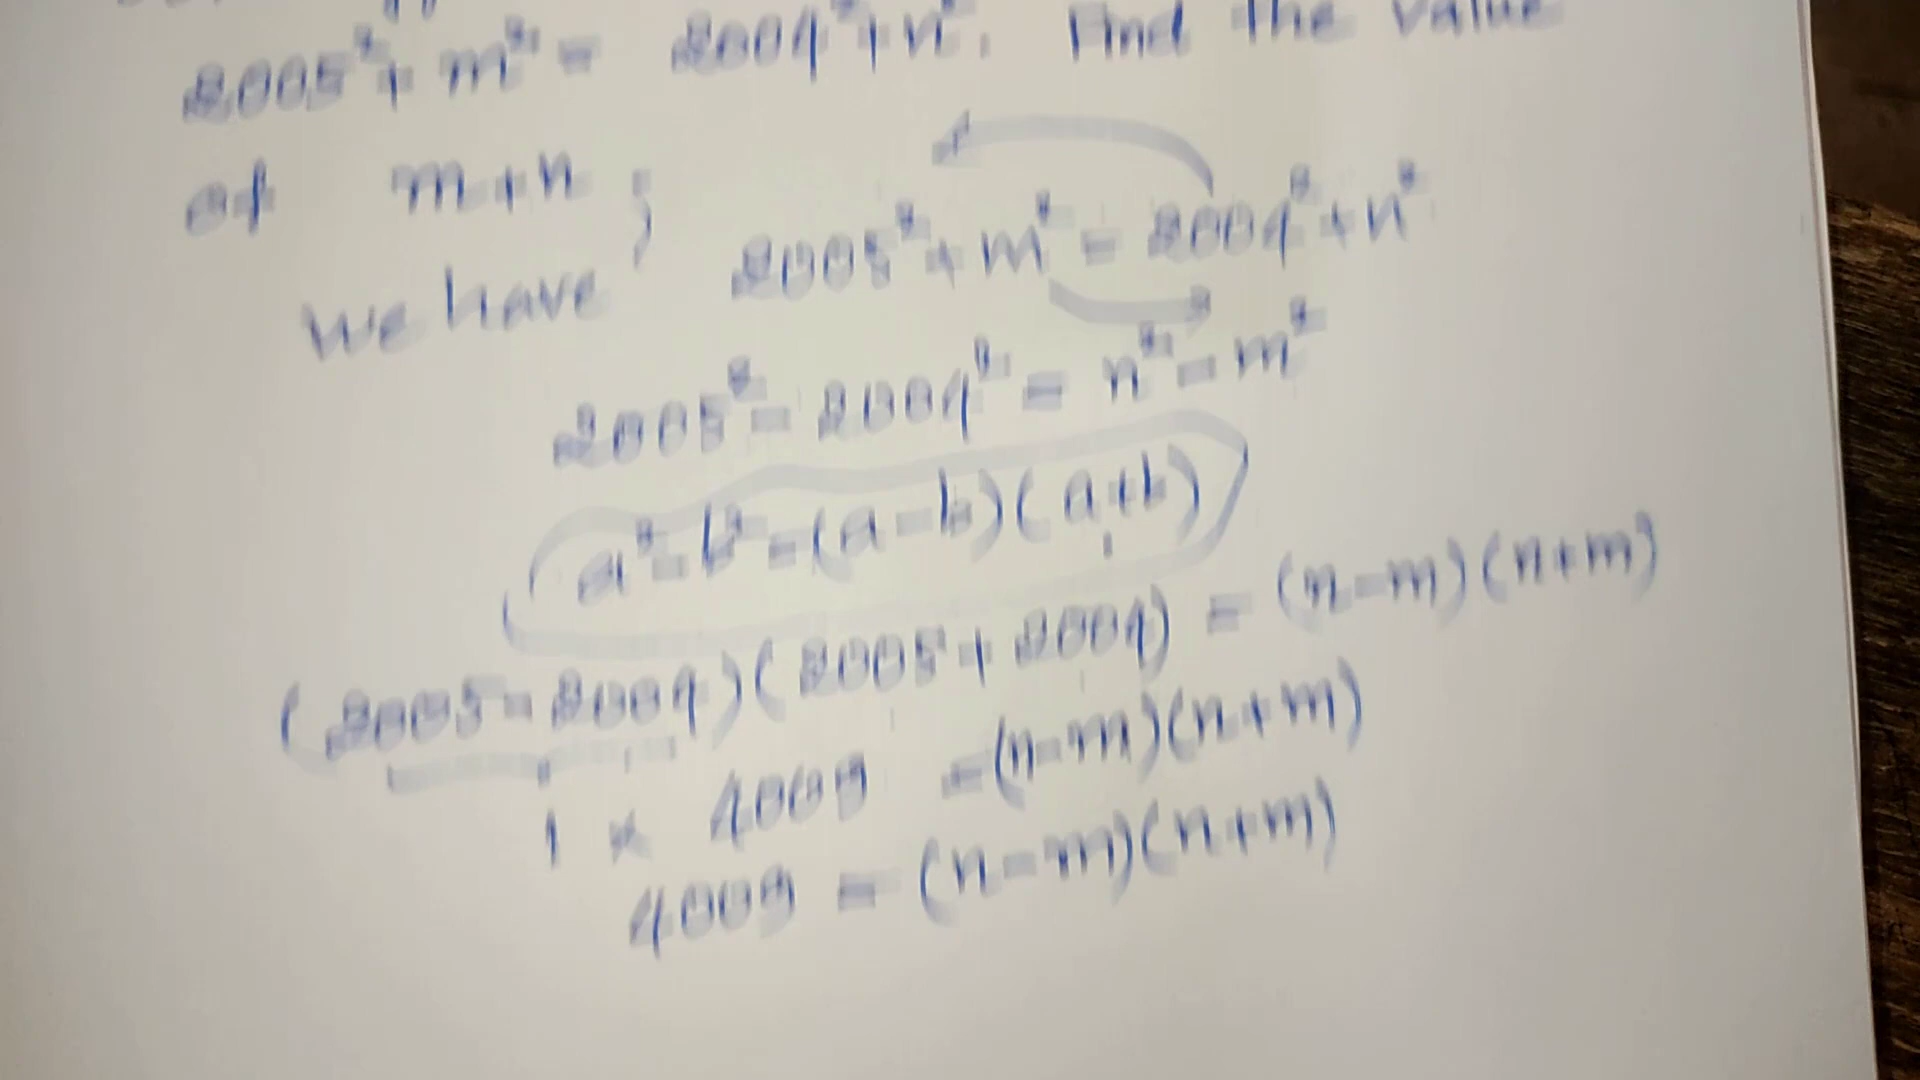 2005² + m² = 2004² + n². Find the value
of m+n;
We have 2005² + m² = 2004² + n²
2005² - 2004² = n² - m²
a² - b² = (a - b)(a+b)
(2005 - 2004)(2005 + 2004) = (n-m)(n+m)
1 × 4009 = (n-m)(n+m)
4009 = (n-m)(n+m)